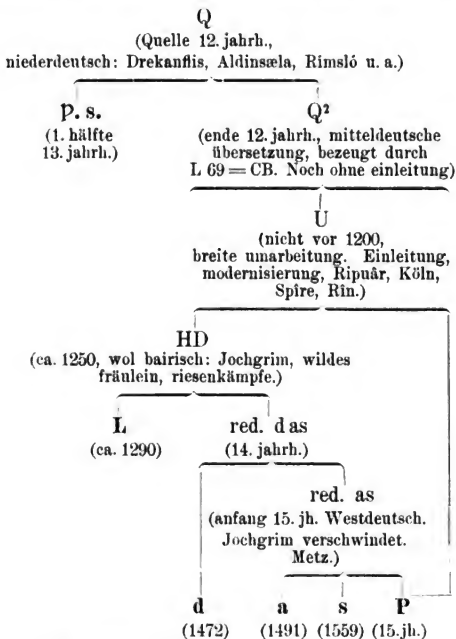 Q
(Quelle 12. jahrh.,
niederdeutsch: Drekanflis, Aldinsæla, Rimsló u. a.)
Þ. s.
(1. hälfte
13. jahrh.)
Q²
(ende 12. jahrh., mitteldeutsche
übersetzung, bezeugt durch
L 69 = CB. Noch ohne einleitung)
U
(nicht vor 1200,
breite umarbeitung. Einleitung,
modernisierung, Ripuâr, Köln,
Spîre, Rîn.)
HD
(ca. 1250, wol bairisch: Jochgrim, wildes
fräulein, riesenkämpfe.)
L
(ca. 1290)
red. das
(14. jahrh.)
red. as
(anfang 15. jh. Westdeutsch.
Jochgrim verschwindet.
Metz.)
d a s P
(1472) (1491) (1559) (15. jh.)